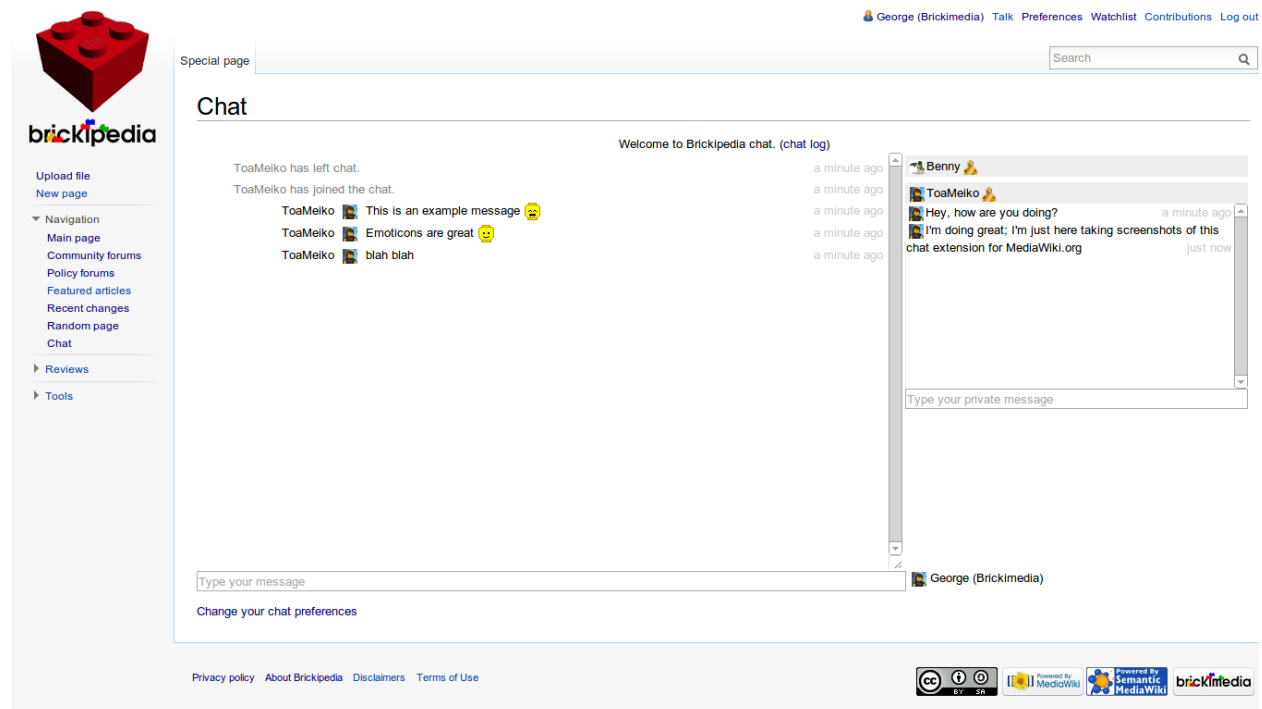 George (Brickimedia) Talk Preferences Watchlist Contributions Log out
Special page
Search
brickipedia
Upload file
New page
Navigation
Main page
Community forums
Policy forums
Featured articles
Recent changes
Random page
Chat
Reviews
Tools
Chat
Welcome to Brickipedia chat. (chat log)
ToaMeiko has left chat. a minute ago
ToaMeiko has joined the chat. a minute ago
ToaMeiko This is an example message a minute ago
ToaMeiko Emoticons are great a minute ago
ToaMeiko blah blah a minute ago
Type your message
Change your chat preferences
Benny
ToaMeiko
Hey, how are you doing? a minute ago
I'm doing great; I'm just here taking screenshots of this
chat extension for MediaWiki.org just now
Type your private message
George (Brickimedia)
Privacy policy About Brickipedia Disclaimers Terms of Use
cc BY SA
Powered By
MediaWiki
Powered By
Semantic
MediaWiki
brickimedia